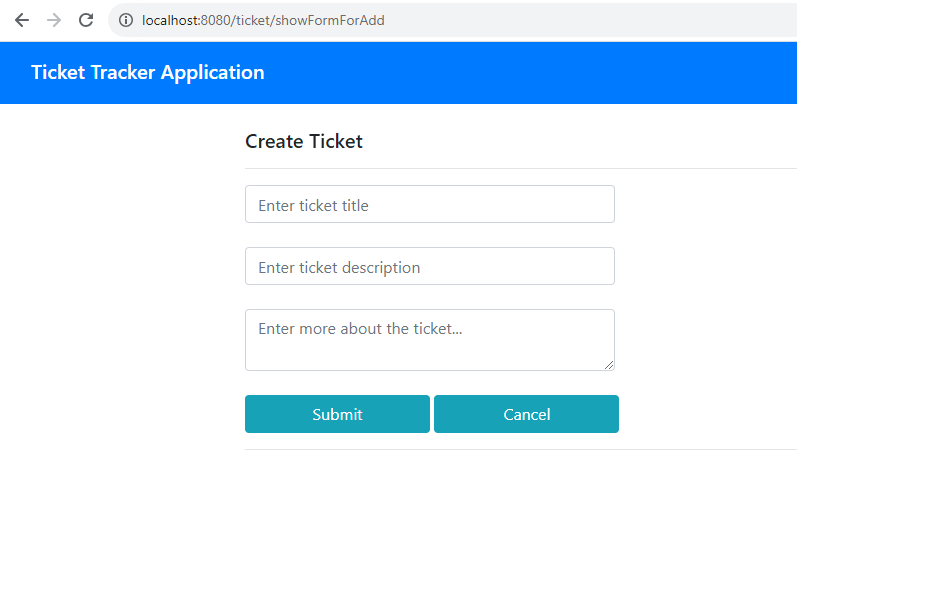 localhost:8080/ticket/showFormForAdd
Ticket Tracker Application
Create Ticket
Enter ticket title
Enter ticket description
Enter more about the ticket...
Submit Cancel